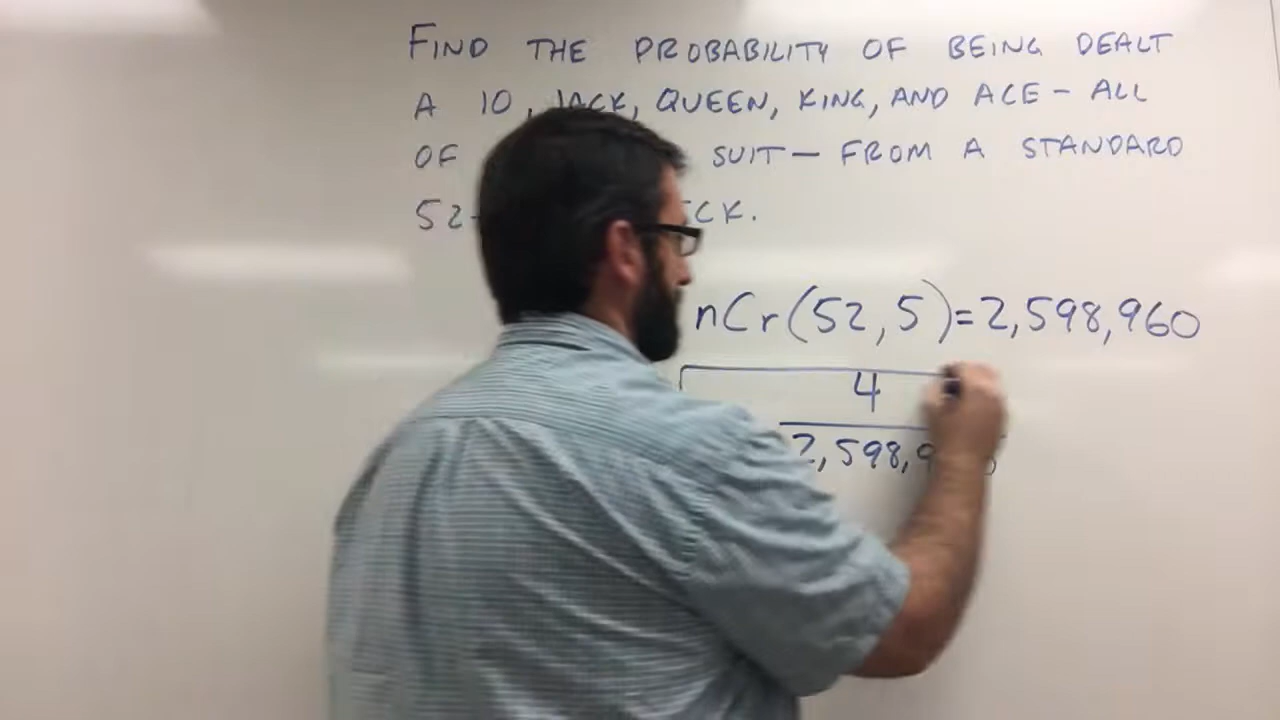 FIND THE PROBABILITY OF BEING DEALT
A 10, JACK, QUEEN, KING, AND ACE - ALL
OF SUIT - FROM A STANDARD
52-
nCr(52,5)=2,598,960
4
2,598,9